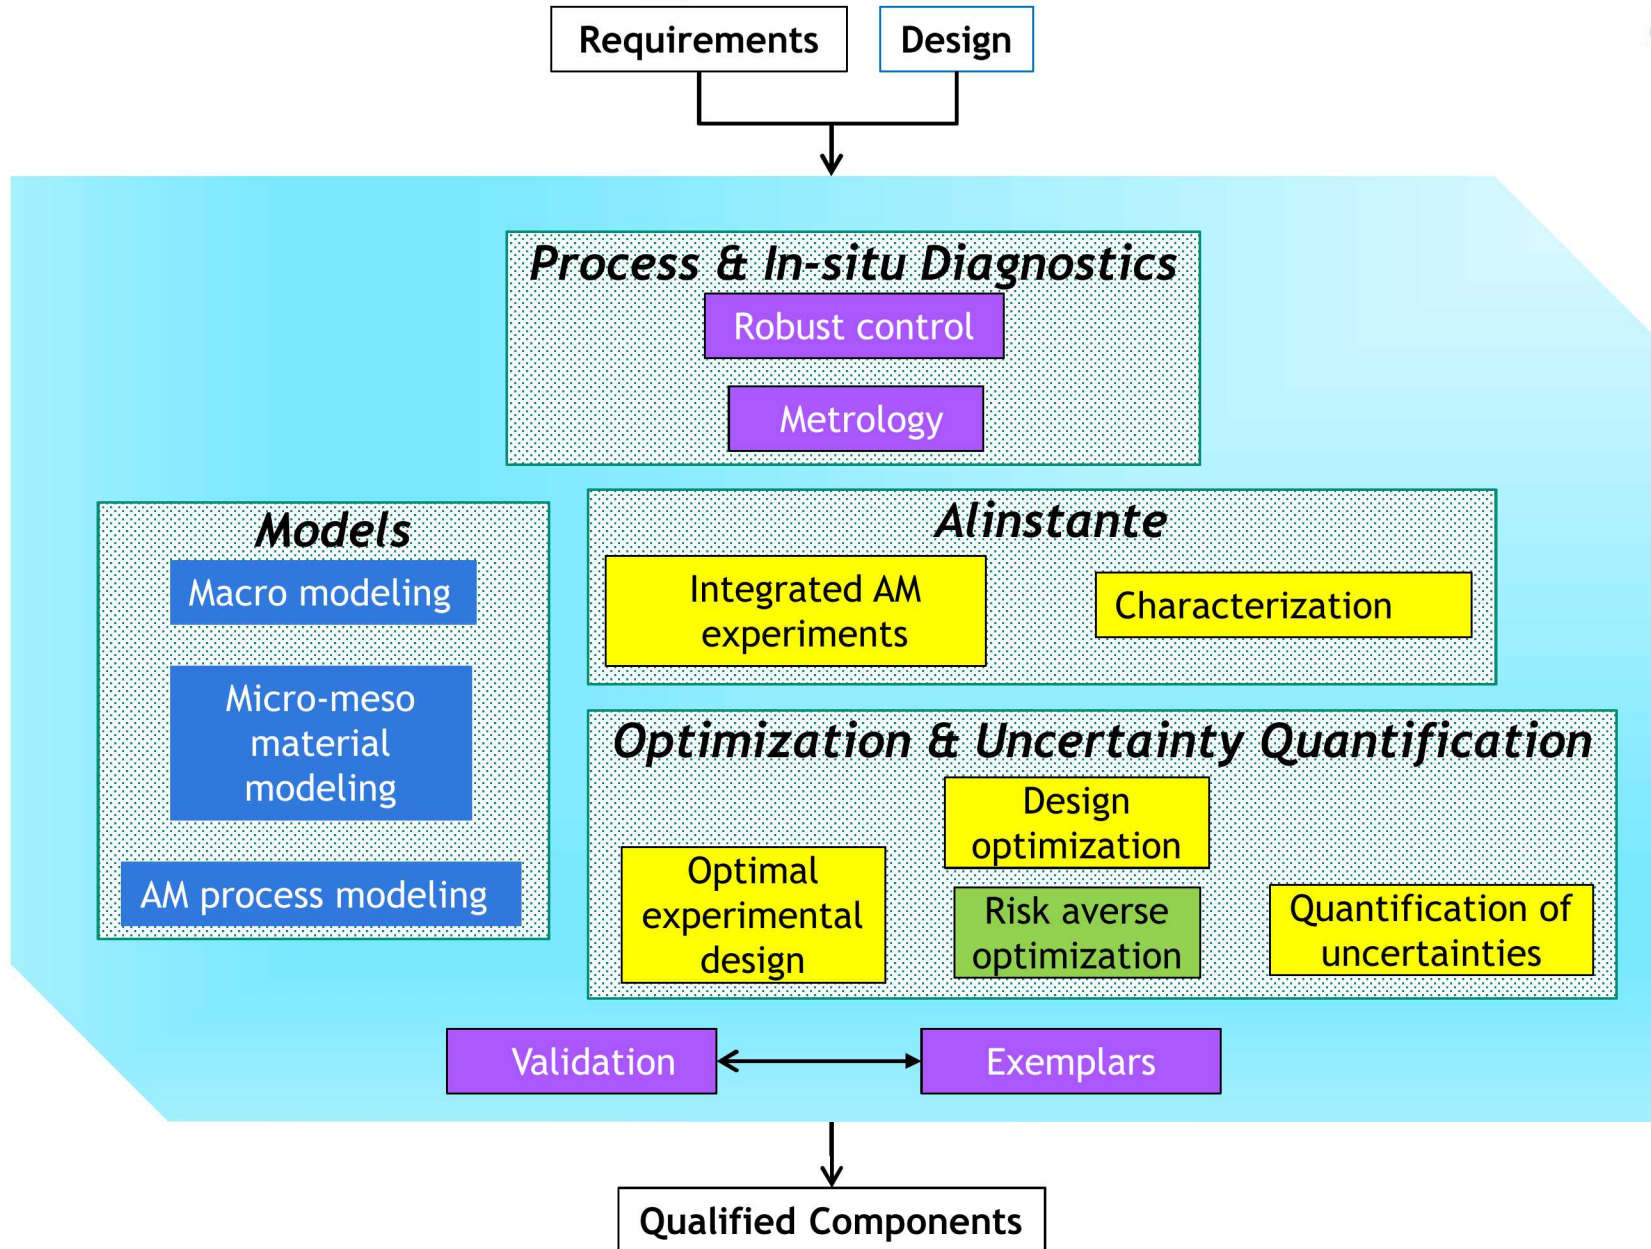 Requirements
Design
Process & In-situ Diagnostics
Robust control
Metrology
Models
Macro modeling
Micro-meso
material
modeling
AM process modeling
Alinstante
Integrated AM
experiments
Characterization
Optimization & Uncertainty Quantification
Design
optimization
Optimal
experimental
design
Risk averse
optimization
Quantification of
uncertainties
Validation
Exemplars
Qualified Components